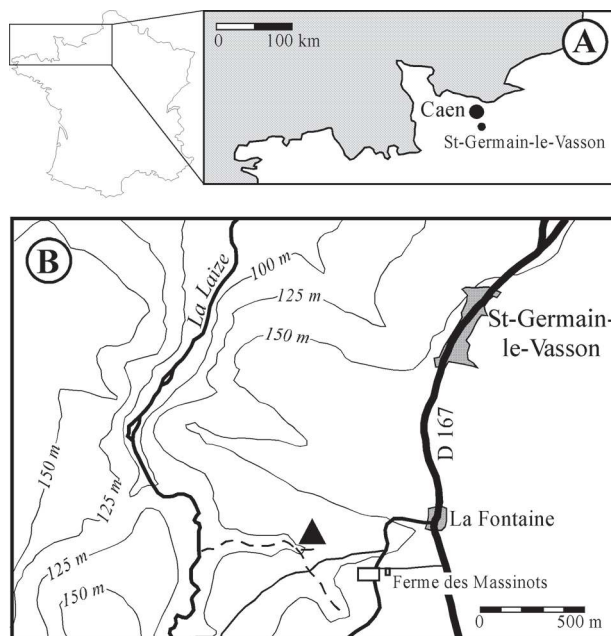 A
0
100 km
Caen
St-Germain-le-Vasson
B
La Laize
100 m
125 m
150 m
St-Germain-
le-Vasson
D 167
150 m
125 m
La Fontaine
125 m
Ferme des Massinots
150 m
0
500 m